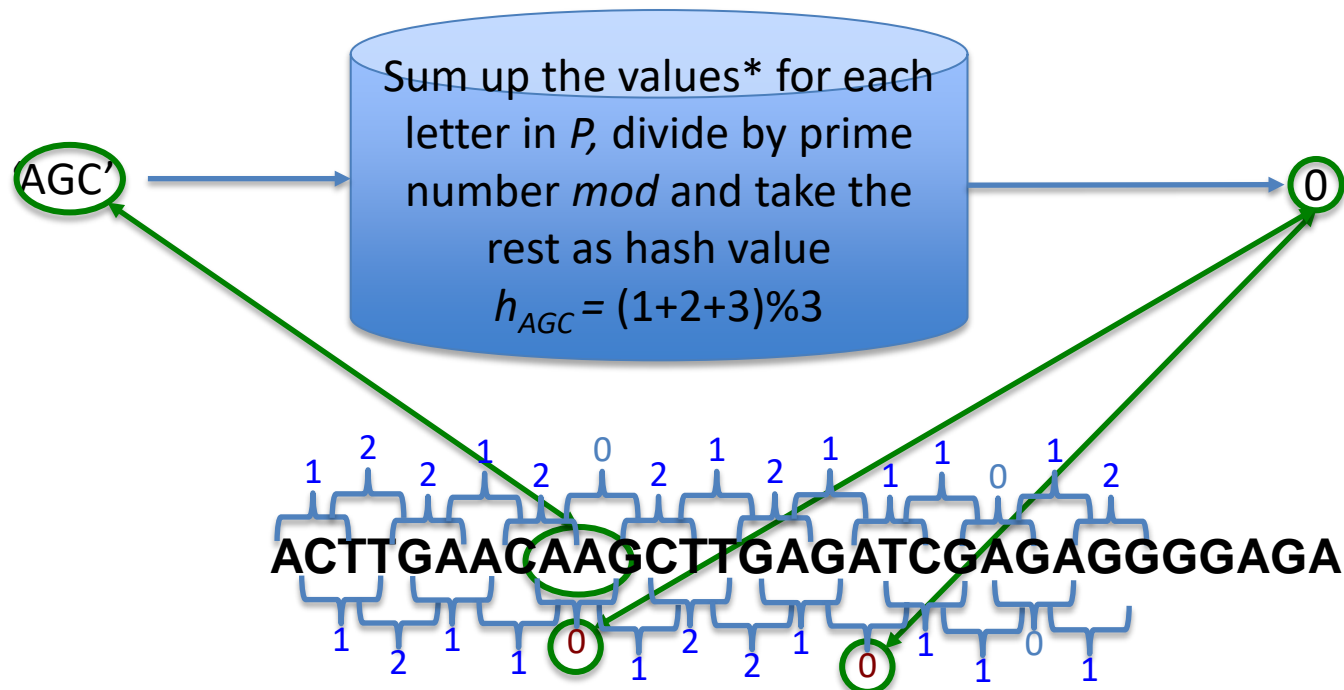 Sum up the values* for each
letter in P, divide by prime
number mod and take the
rest as hash value
h_AGC = (1+2+3)%3
‘AGC’
0
1 2 2 1 2 0 2 1 2 1 1 1 0 1 2
ACTTGAACAAGCTTGAGATCGAGAGGGGAGA
1 2 1 1 0 1 2 2 1 0 1 1 0 1